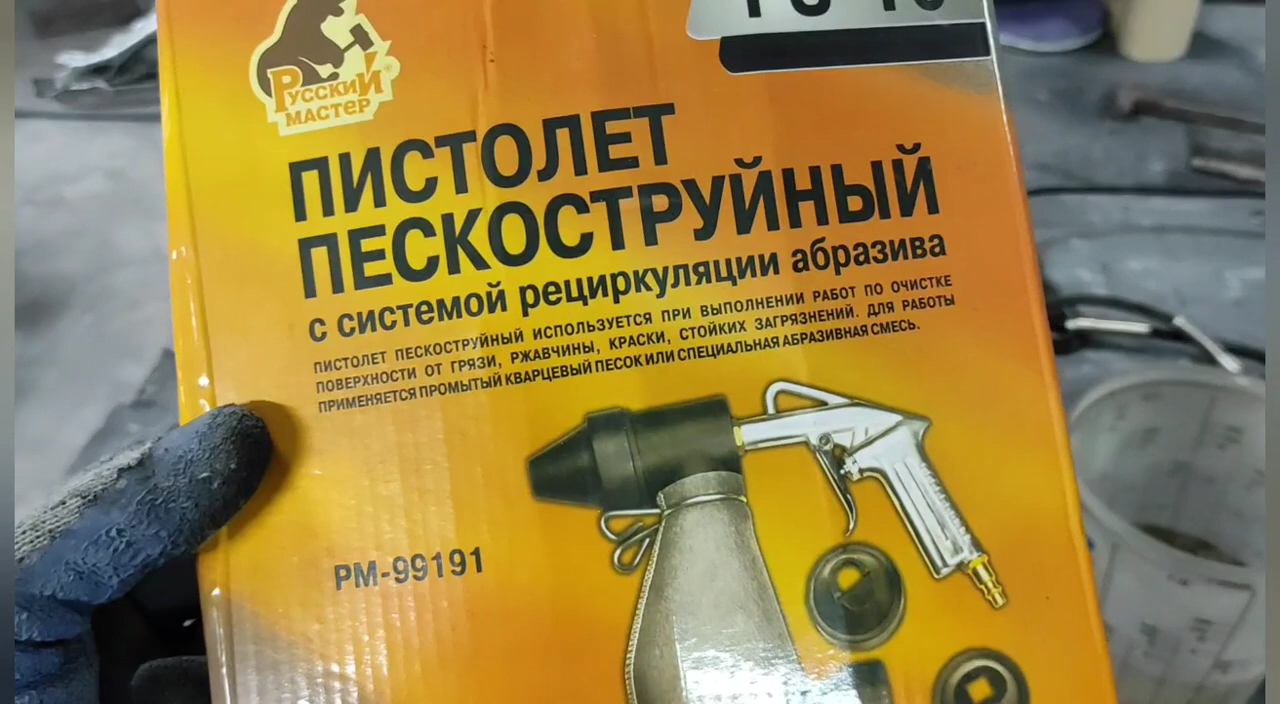 РУССКИЙ
МАСТЕР
ПИСТОЛЕТ
ПЕСКОСТРУЙНЫЙ
с системой рециркуляции абразива
ПИСТОЛЕТ ПЕСКОСТРУЙНЫЙ ИСПОЛЬЗУЕТСЯ ПРИ ВЫПОЛНЕНИИ РАБОТ ПО ОЧИСТКЕ
ПОВЕРХНОСТИ ОТ ГРЯЗИ, РЖАВЧИНЫ, КРАСКИ, СТОЙКИХ ЗАГРЯЗНЕНИЙ. ДЛЯ РАБОТЫ
ПРИМЕНЯЕТСЯ ПРОМЫТЫЙ КВАРЦЕВЫЙ ПЕСОК ИЛИ СПЕЦИАЛЬНАЯ АБРАЗИВНАЯ СМЕСЬ.
РМ-99191